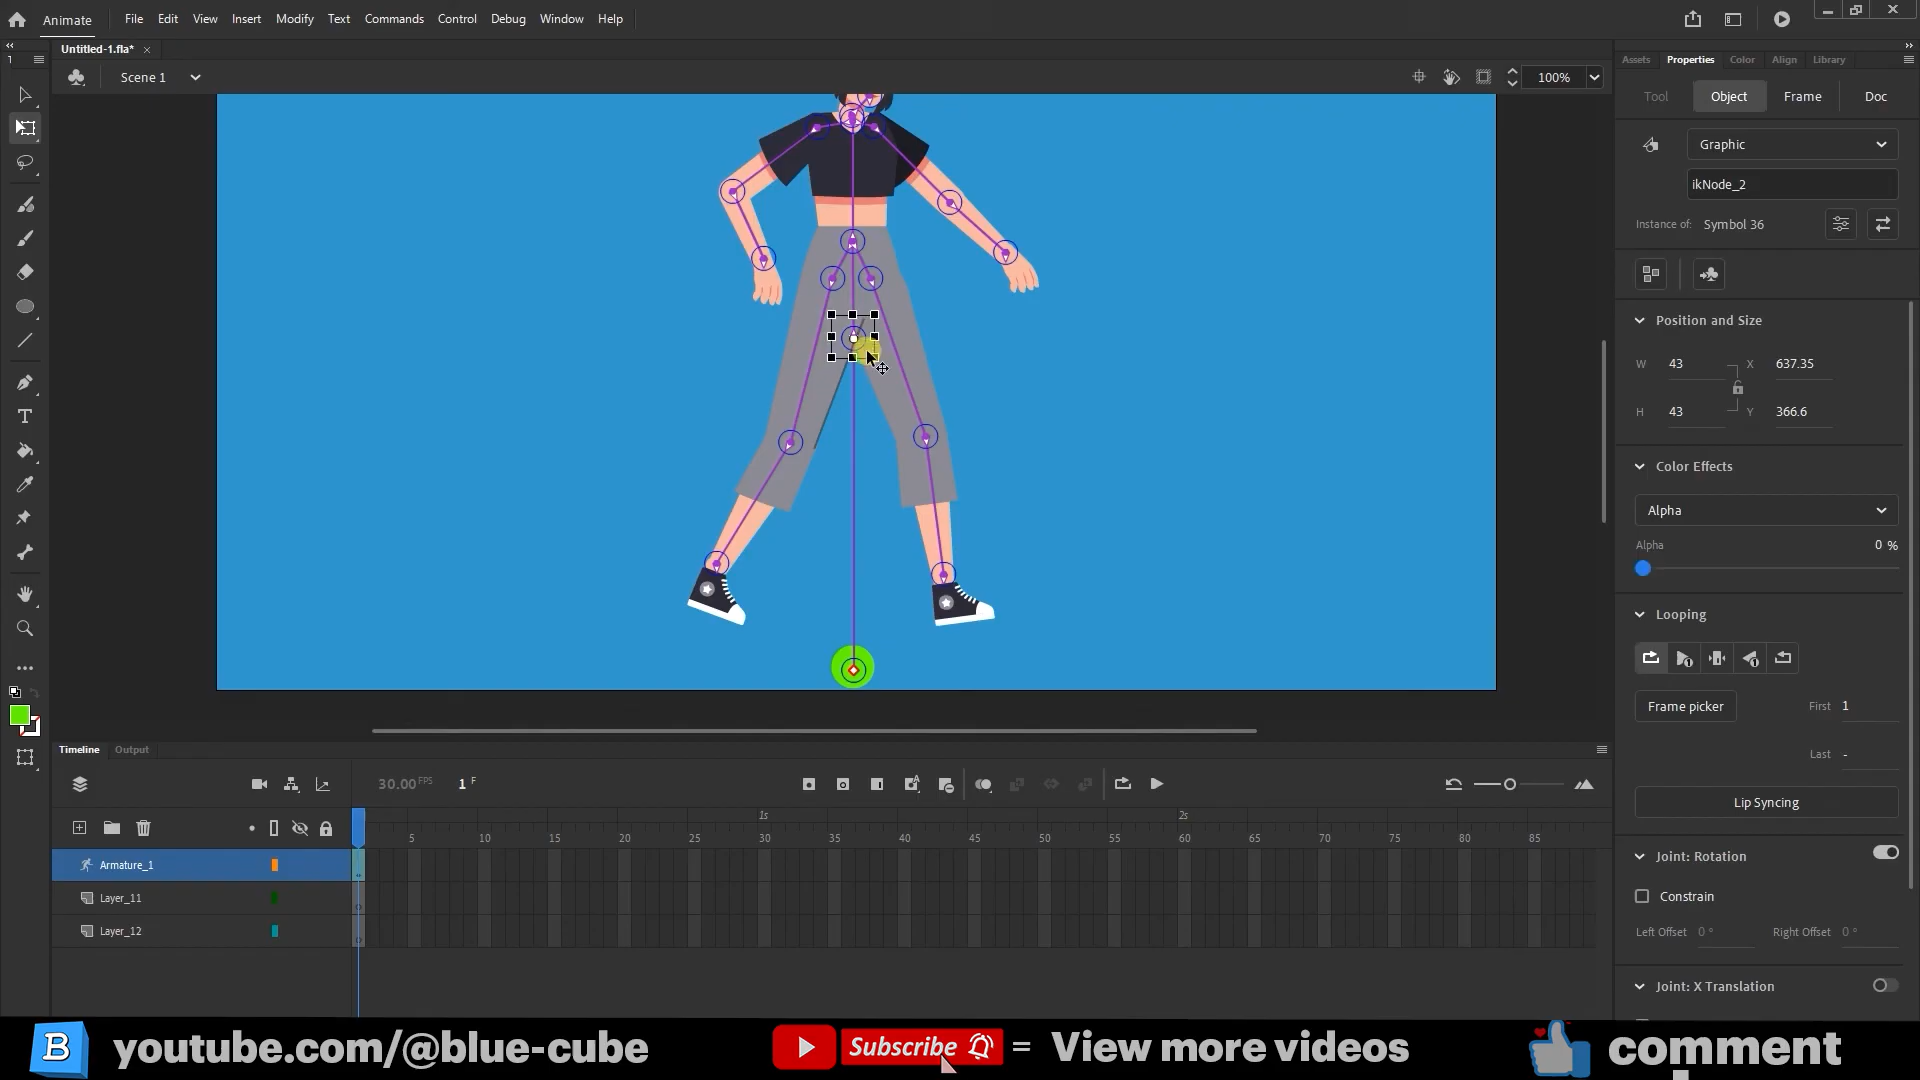 Animate
File Edit View Insert Modify Text Commands Control Debug Window Help
Untitled-1.fla*
Scene 1
100%
Assets Properties Color Align Library
Tool Object Frame Doc
Graphic
ikNode_2
Instance of: Symbol 36
Position and Size
W 43 X 637.35
H 43 Y 366.6
Color Effects
Alpha
Alpha 0 %
Looping
Frame picker First 1
Last -
Lip Syncing
Joint: Rotation
Constrain
Left Offset 0 ° Right Offset 0 °
Joint: X Translation
Timeline Output
30.00 FPS 1 F
1s 2s
5 10 15 20 25 30 35 40 45 50 55 60 65 70 75 80 85
Armature_1
Layer_11
Layer_12
B youtube.com/@blue-cube Subscribe = View more videos comment